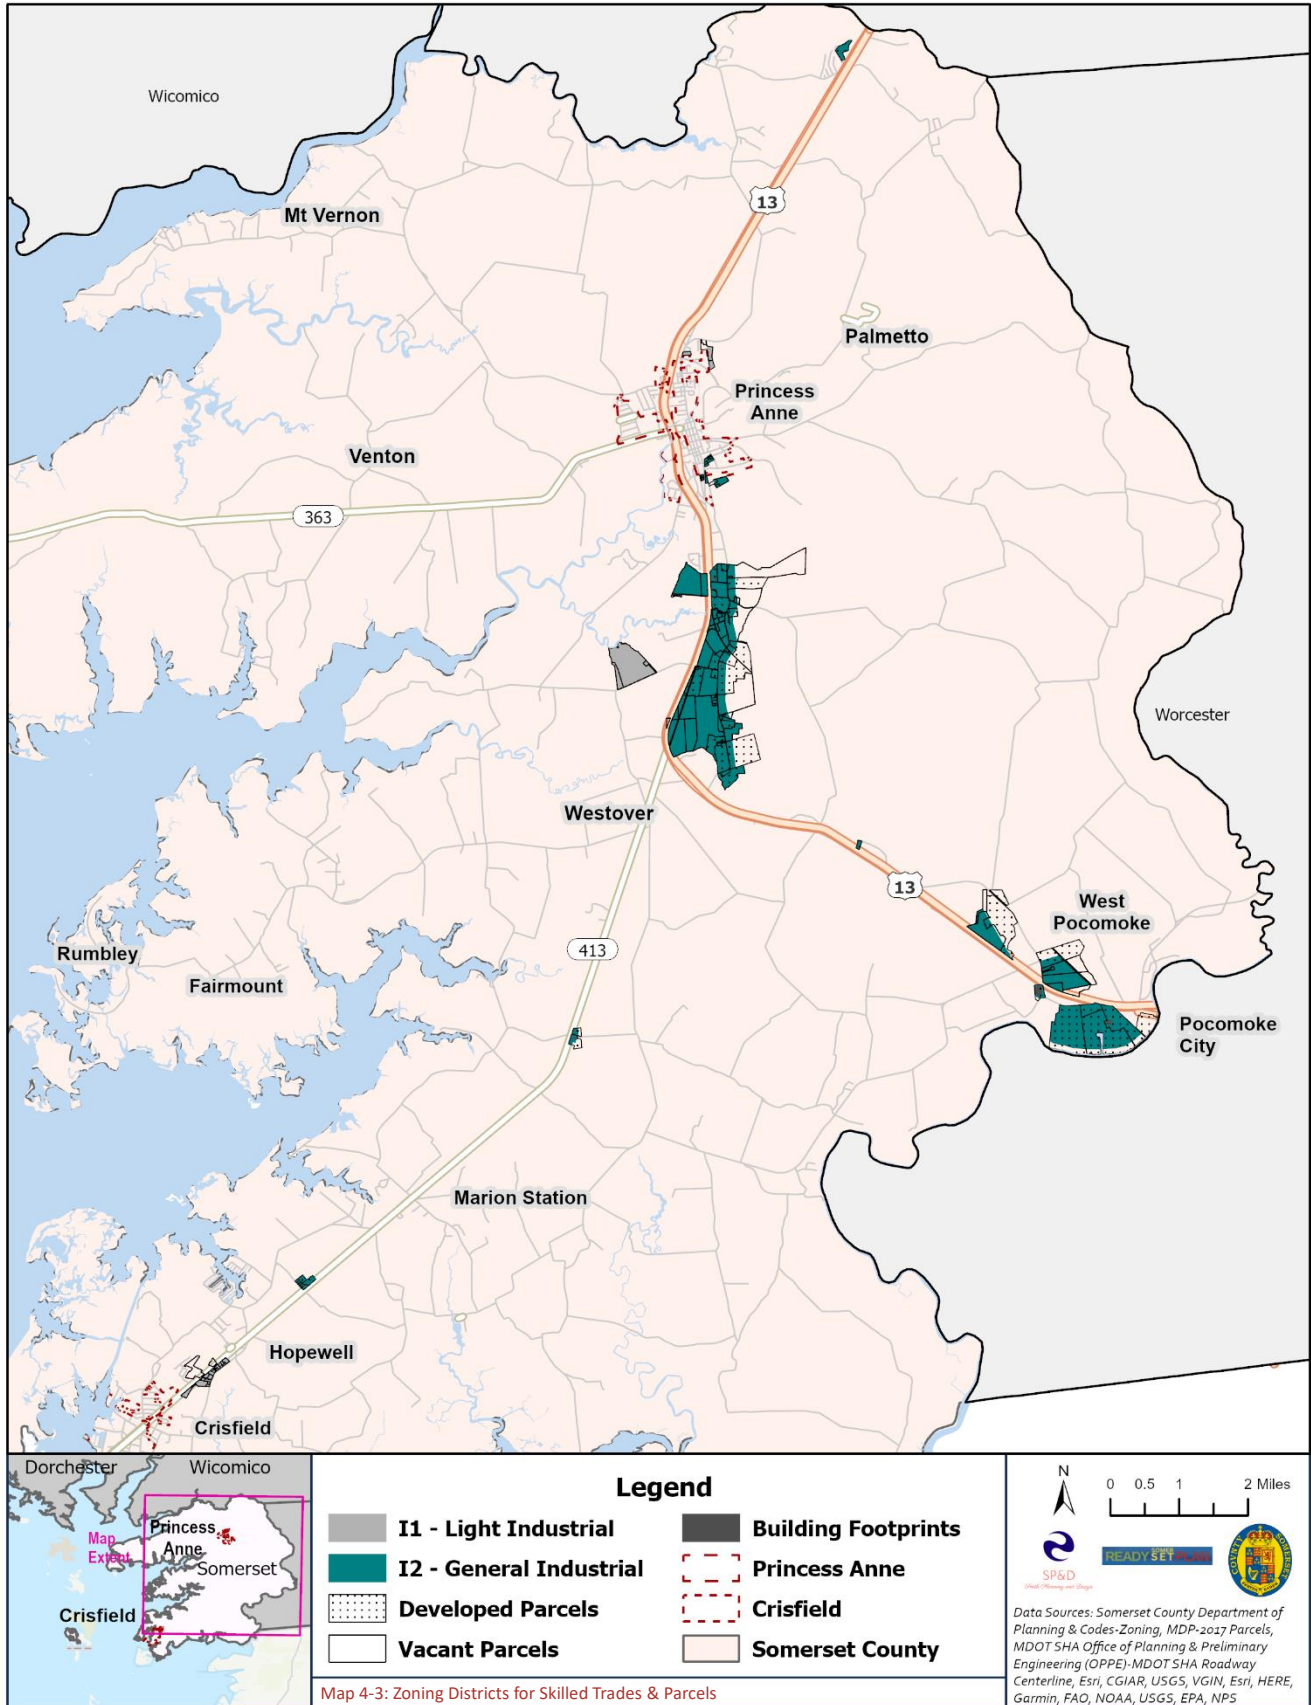 Wicomico
Mt Vernon
13
Palmetto
Princess
Anne
Venton
363
Worcester
Westover
13
West
Pocomoke
Rumbley
413
Fairmount
Pocomoke
City
Marion Station
Hopewell
Crisfield
Dorchester
Wicomico
Map
Extent
Princess
Anne
Somerset
Crisfield
Legend
I1 - Light Industrial
I2 - General Industrial
Developed Parcels
Vacant Parcels
Building Footprints
Princess Anne
Crisfield
Somerset County
Map 4-3: Zoning Districts for Skilled Trades & Parcels
N
0 0.5 1 2 Miles
SP&D
READY SOMERSET PLAN
COUNTY SOMERSET
Data Sources: Somerset County Department of
Planning & Codes-Zoning, MDP-2017 Parcels,
MDOT SHA Office of Planning & Preliminary
Engineering (OPPE)-MDOT SHA Roadway
Centerline, Esri, CGIAR, USGS, VGIN, Esri, HERE,
Garmin, FAO, NOAA, USGS, EPA, NPS